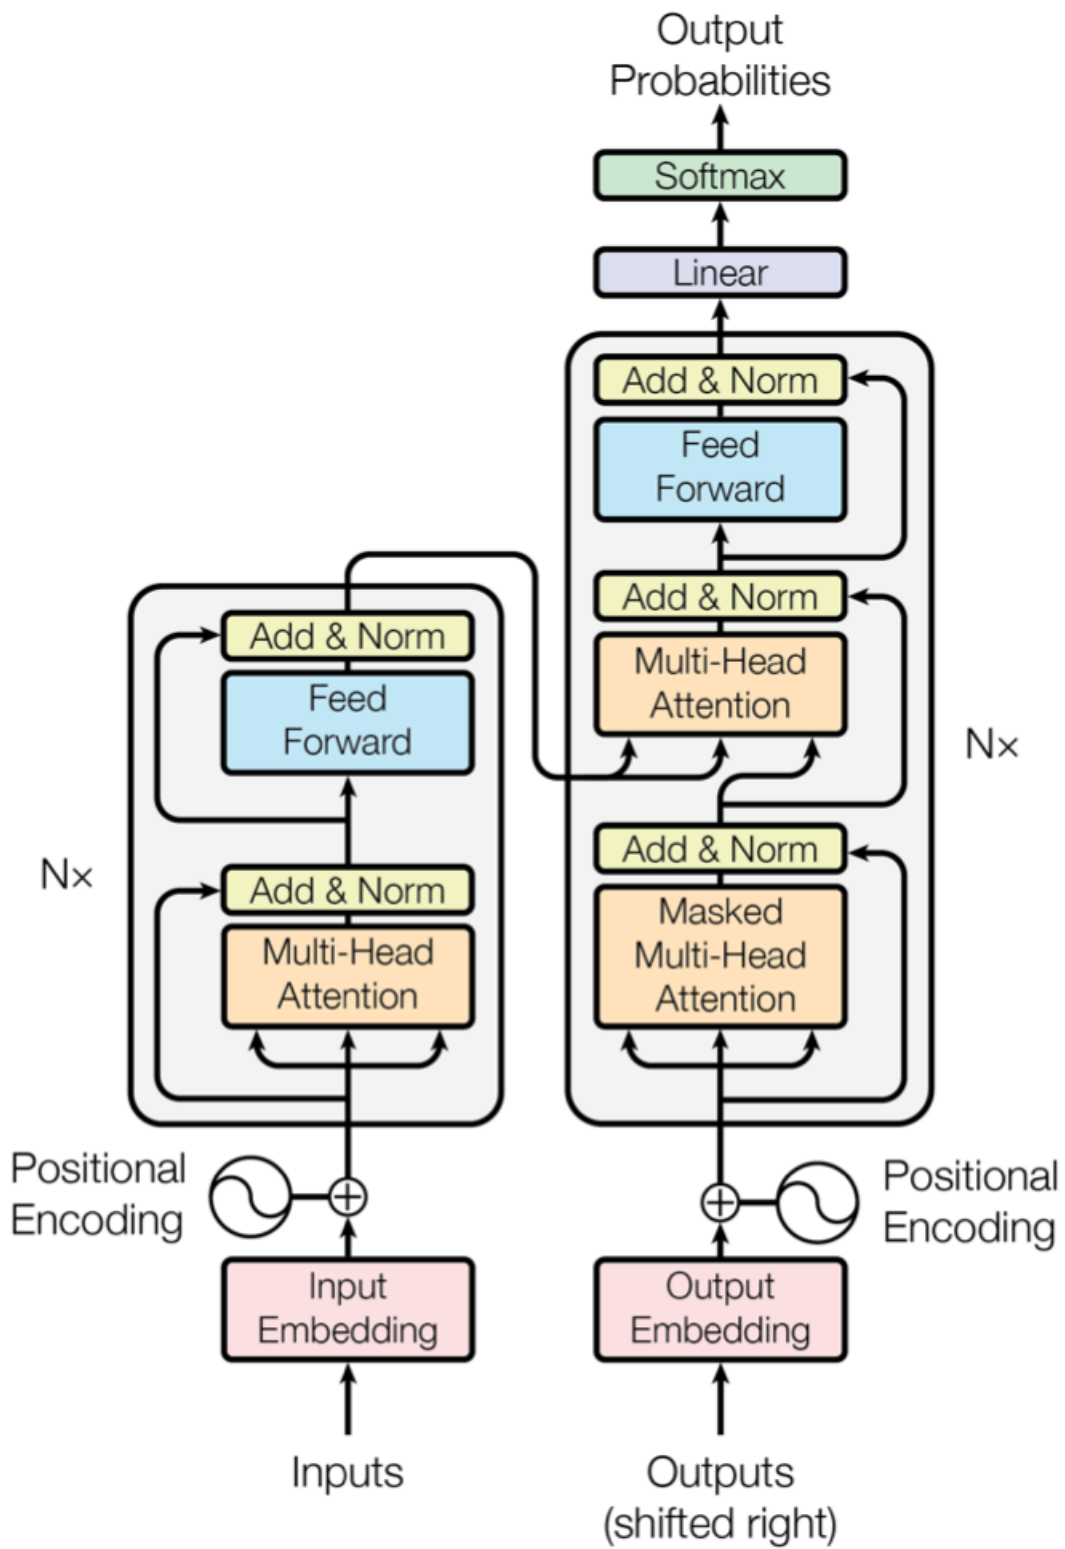 Output
Probabilities
Softmax
Linear
Add & Norm
Feed
Forward
Add & Norm
Multi-Head
Attention
Nx
Add & Norm
Masked
Multi-Head
Attention
Add & Norm
Feed
Forward
Nx
Add & Norm
Multi-Head
Attention
Positional
Encoding
Positional
Encoding
Input
Embedding
Output
Embedding
Inputs
Outputs
(shifted right)